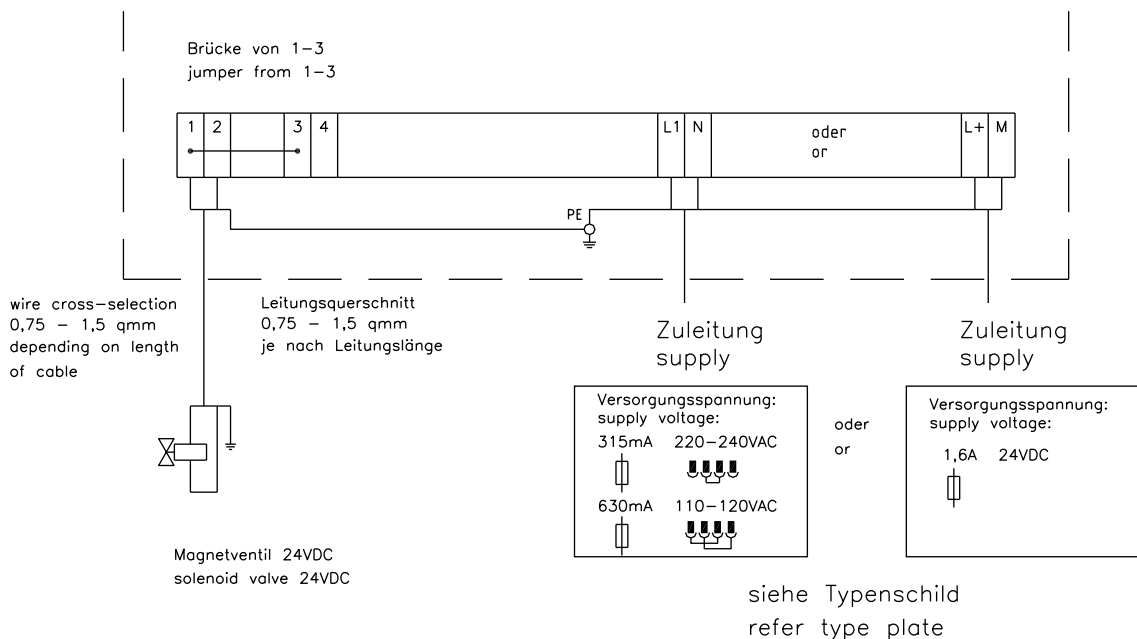 Brücke von 1-3
jumper from 1-3
1 2 3 4 L1 N oder L+ M
or
PE
wire cross-selection
0,75 - 1,5 qmm
depending on length
of cable
Leitungsquerschnitt
0,75 - 1,5 qmm
je nach Leitungslänge
Zuleitung
supply
Zuleitung
supply
Versorgungsspannung:
supply voltage:
315mA 220-240VAC
630mA 110-120VAC
oder
or
Versorgungsspannung:
supply voltage:
1,6A 24VDC
Magnetventil 24VDC
solenoid valve 24VDC
siehe Typenschild
refer type plate